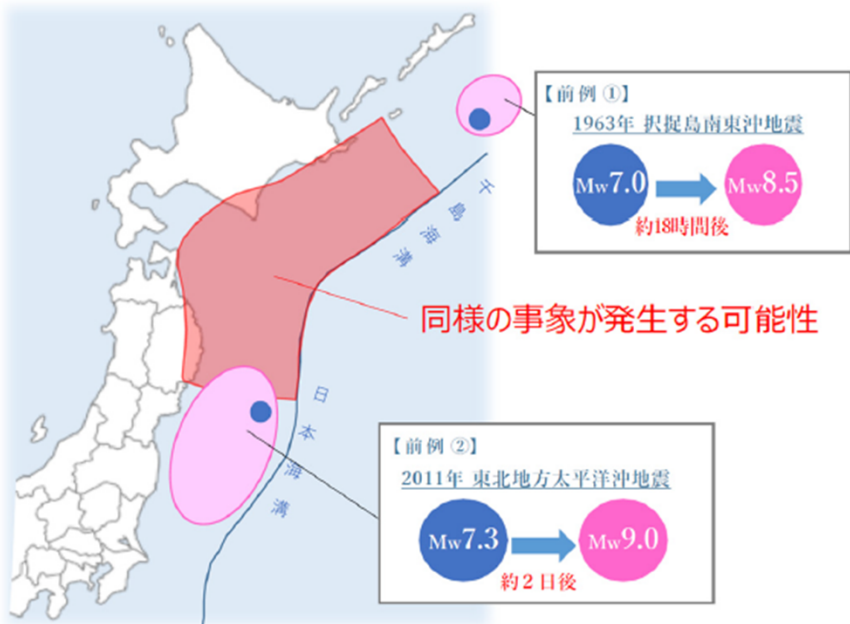 【前例①】
1963年 択捉島南東沖地震
Mw7.0
Mw8.5
約18時間後
千島海溝
同様の事象が発生する可能性
日本海溝
【前例②】
2011年 東北地方太平洋沖地震
Mw7.3
Mw9.0
約2日後